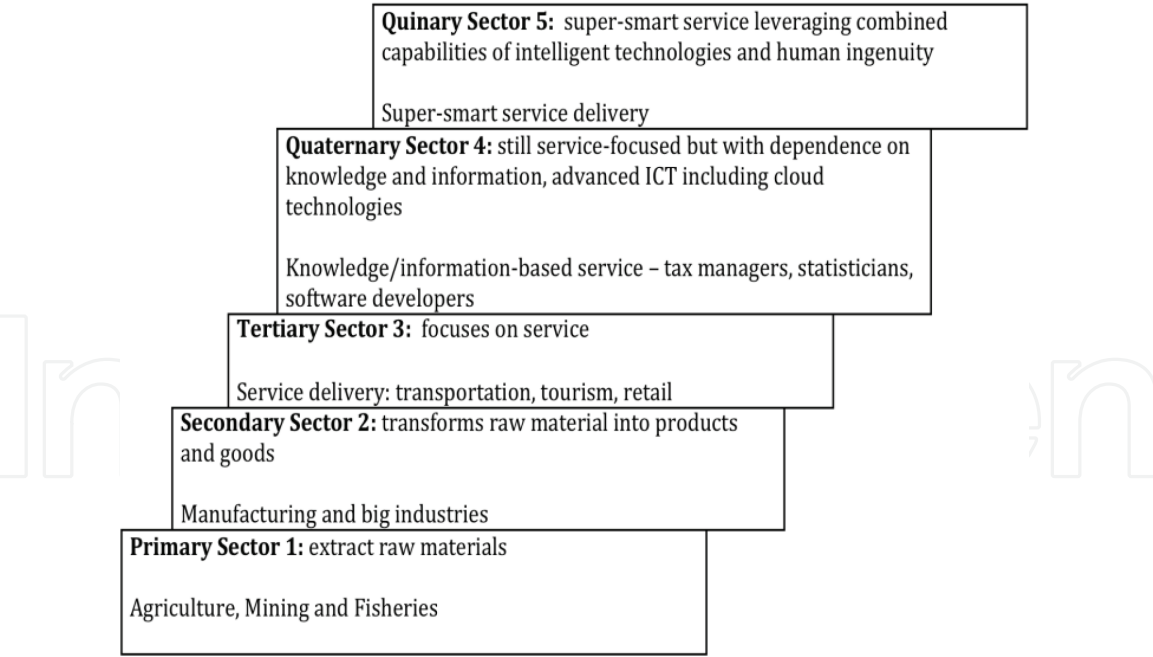 Quinary Sector 5: super-smart service leveraging combined
capabilities of intelligent technologies and human ingenuity
Super-smart service delivery
Quaternary Sector 4: still service-focused but with dependence on
knowledge and information, advanced ICT including cloud
technologies
Knowledge/information-based service – tax managers, statisticians,
software developers
Tertiary Sector 3: focuses on service
Service delivery: transportation, tourism, retail
Secondary Sector 2: transforms raw material into products
and goods
Manufacturing and big industries
Primary Sector 1: extract raw materials
Agriculture, Mining and Fisheries